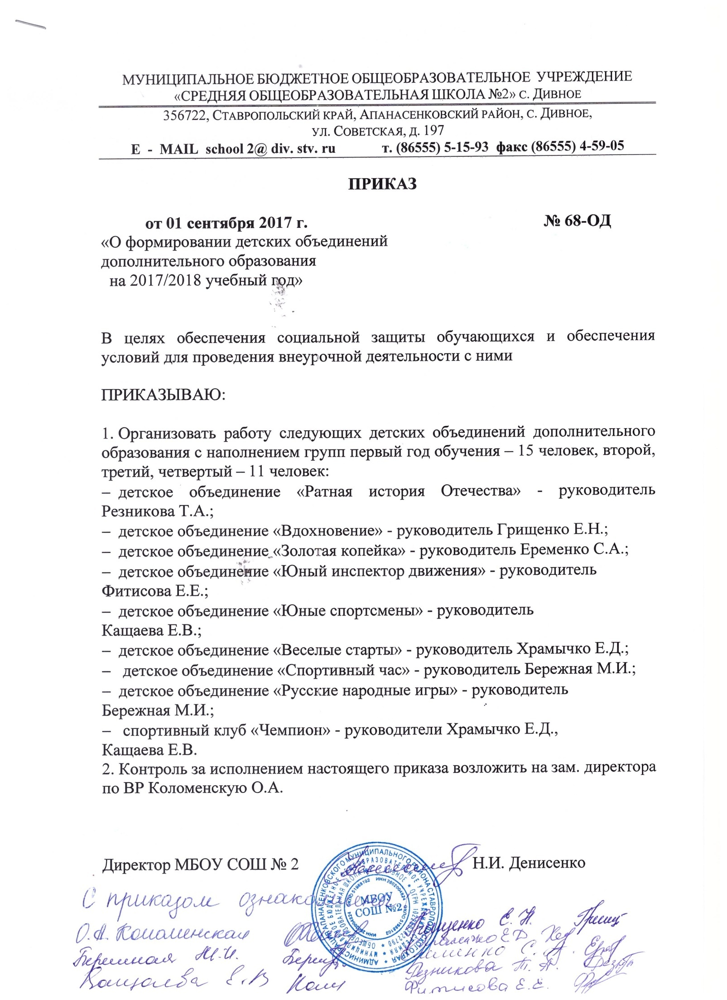 МУНИЦИПАЛЬНОЕ БЮДЖЕТНОЕ ОБЩЕОБРАЗОВАТЕЛЬНОЕ УЧРЕЖДЕНИЕ
«СРЕДНЯЯ ОБЩЕОБРАЗОВАТЕЛЬНАЯ ШКОЛА №2» С. ДИВНОЕ
356722, СТАВРОПОЛЬСКИЙ КРАЙ, АПАНАСЕНКОВСКИЙ РАЙОН, С. ДИВНОЕ,
УЛ. СОВЕТСКАЯ, Д. 197
E - MAIL school 2@ div. stv. ru т. (86555) 5-15-93 факс (86555) 4-59-05
ПРИКАЗ
от 01 сентября 2017 г. № 68-ОД
«О формировании детских объединений
дополнительного образования
на 2017/2018 учебный год»
В целях обеспечения социальной защиты обучающихся и обеспечения
условий для проведения внеурочной деятельности с ними
ПРИКАЗЫВАЮ:
1. Организовать работу следующих детских объединений дополнительного
образования с наполнением групп первый год обучения – 15 человек, второй,
третий, четвертый – 11 человек:
– детское объединение «Ратная история Отечества» - руководитель
Резникова Т.А.;
– детское объединение «Вдохновение» - руководитель Грищенко Е.Н.;
– детское объединение «Золотая копейка» - руководитель Еременко С.А.;
– детское объединение «Юный инспектор движения» - руководитель
Фитисова Е.Е.;
– детское объединение «Юные спортсмены» - руководитель
Кащаева Е.В.;
– детское объединение «Веселые старты» - руководитель Храмычко Е.Д.;
– детское объединение «Спортивный час» - руководитель Бережная М.И.;
– детское объединение «Русские народные игры» - руководитель
Бережная М.И.;
– спортивный клуб «Чемпион» - руководители Храмычко Е.Д.,
Кащаева Е.В.
2. Контроль за исполнением настоящего приказа возложить на зам. директора
по ВР Коломенскую О.А.
Директор МБОУ СОШ № 2 Н.И. Денисенко
МБОУ
СОШ №2
С приказом ознакомлены
О.А. Коломенская
Грищенко Е.Н.
Бережная М.И.
Резникова Т.А.
Кащаева Е.В
Фитисова Е.Е.